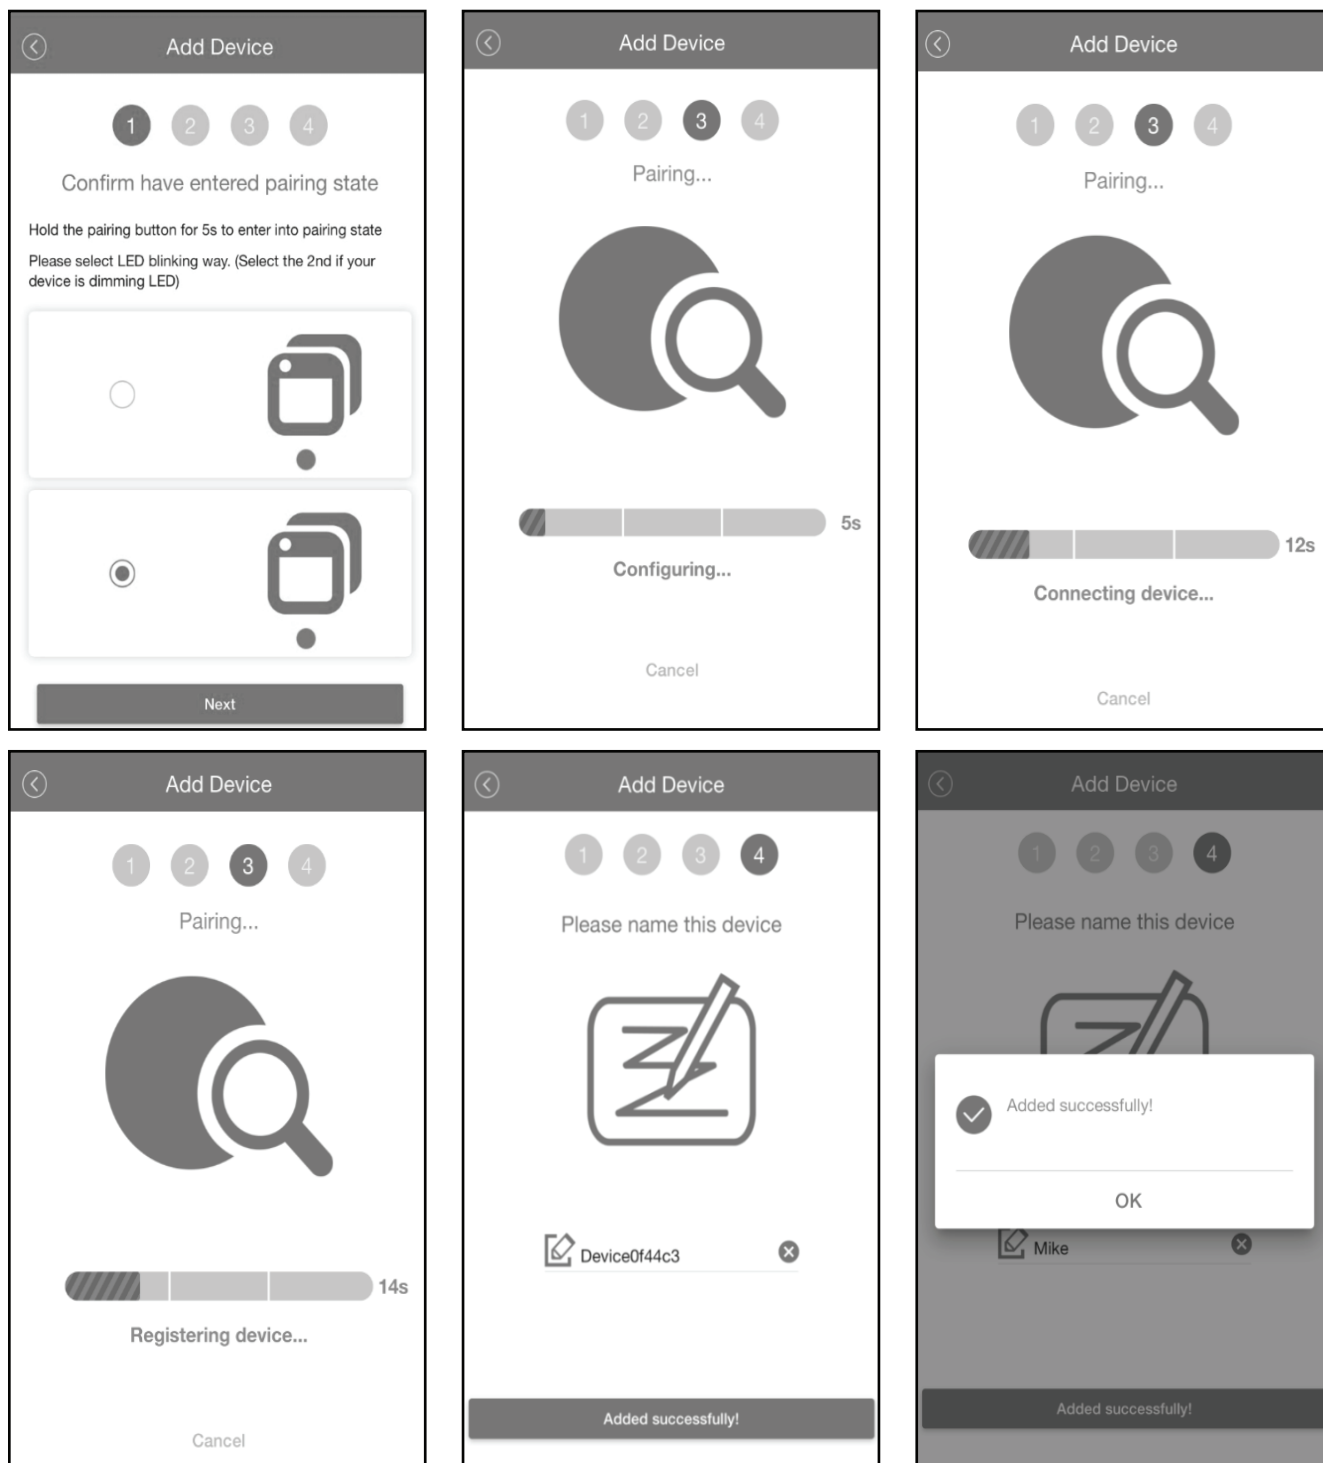 Add Device
1 2 3 4
Confirm have entered pairing state
Hold the pairing button for 5s to enter into pairing state
Please select LED blinking way. (Select the 2nd if your
device is dimming LED)
Next
Add Device
1 2 3 4
Pairing...
5s
Configuring...
Cancel
Add Device
1 2 3 4
Pairing...
12s
Connecting device...
Cancel
Add Device
1 2 3 4
Pairing...
14s
Registering device...
Cancel
Add Device
1 2 3 4
Please name this device
Device0f44c3
Added successfully!
Add Device
1 2 3 4
Please name this device
Added successfully!
OK
Mike
Added successfully!